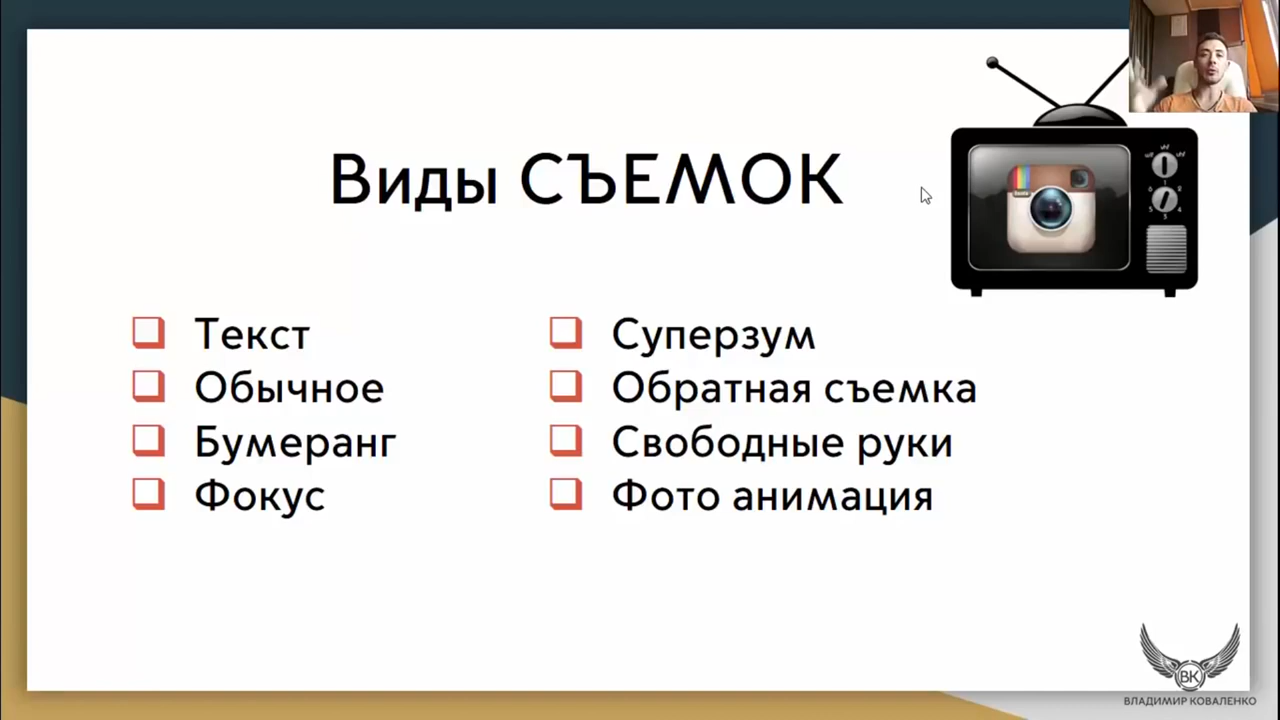 Виды СЪЕМОК
Текст
Обычное
Бумеранг
Фокус
Суперзум
Обратная съемка
Свободные руки
Фото анимация
ВК
ВЛАДИМИР КОВАЛЕНКО